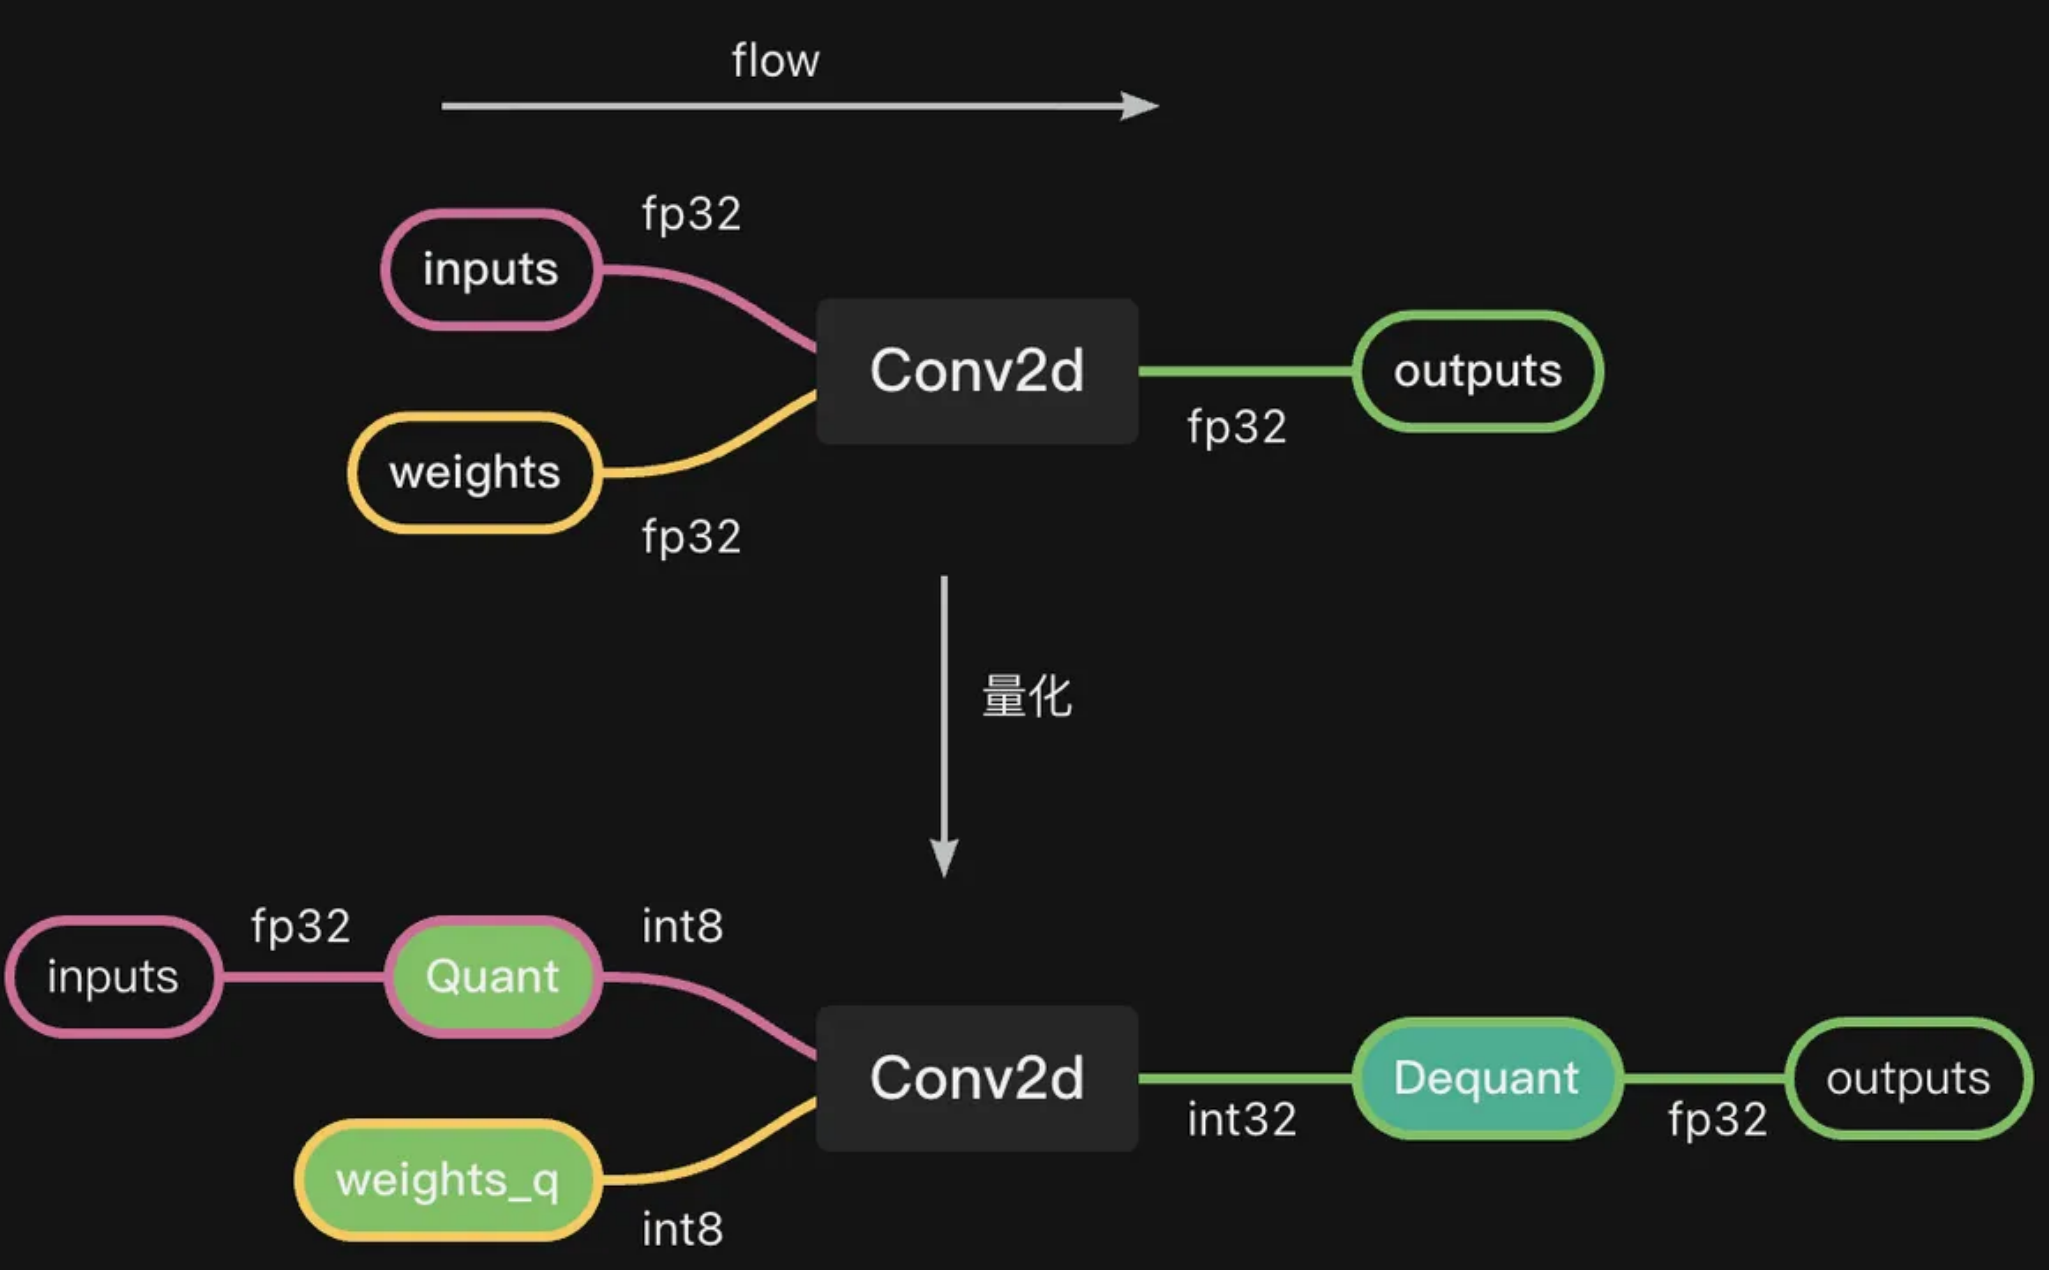 flow
fp32
inputs
Conv2d
outputs
fp32
weights
fp32
量化
fp32
int8
inputs
Quant
Conv2d
Dequant
outputs
int32
fp32
weights_q
int8